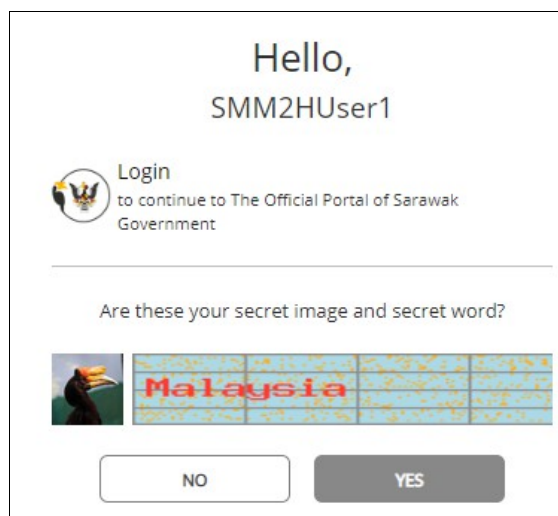 Hello,
SMM2HUser1
Login
to continue to The Official Portal of Sarawak
Government
Are these your secret image and secret word?
Malaysia
NO
YES